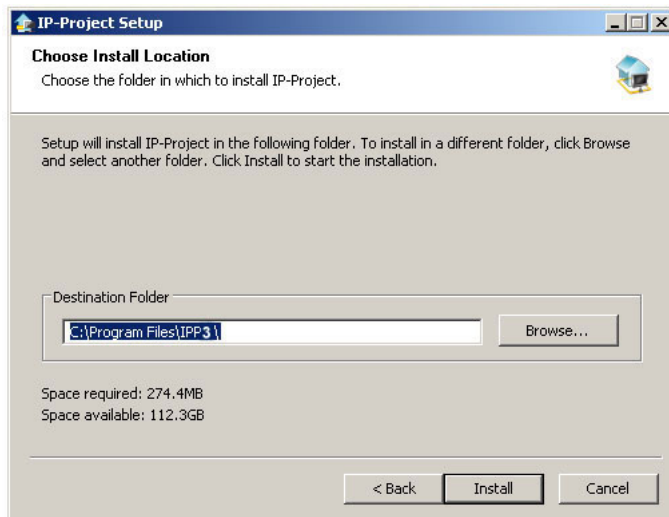 IP-Project Setup
Choose Install Location
Choose the folder in which to install IP-Project.
Setup will install IP-Project in the following folder. To install in a different folder, click Browse
and select another folder. Click Install to start the installation.
Destination Folder
C:\Program Files\IPP3\
Browse...
Space required: 274.4MB
Space available: 112.3GB
< Back
Install
Cancel